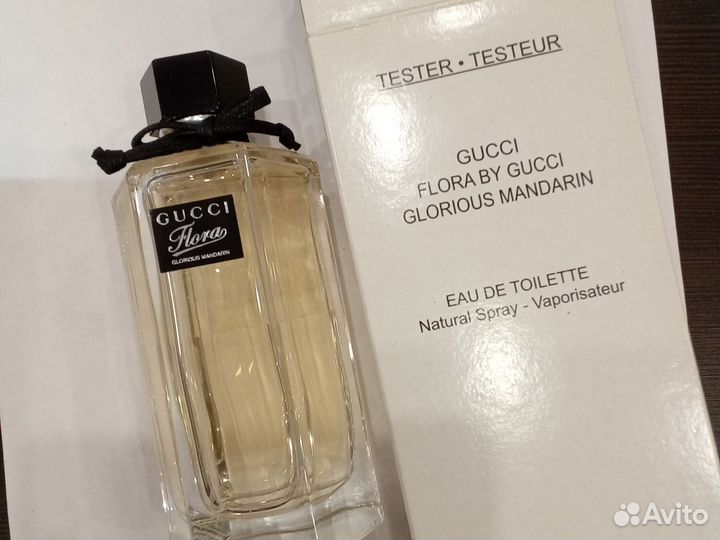 GUCCI
Flora
GLORIOUS MANDARIN
TESTER • TESTEUR
GUCCI
FLORA BY GUCCI
GLORIOUS MANDARIN
EAU DE TOILETTE
Natural Spray - Vaporisateur
Avito